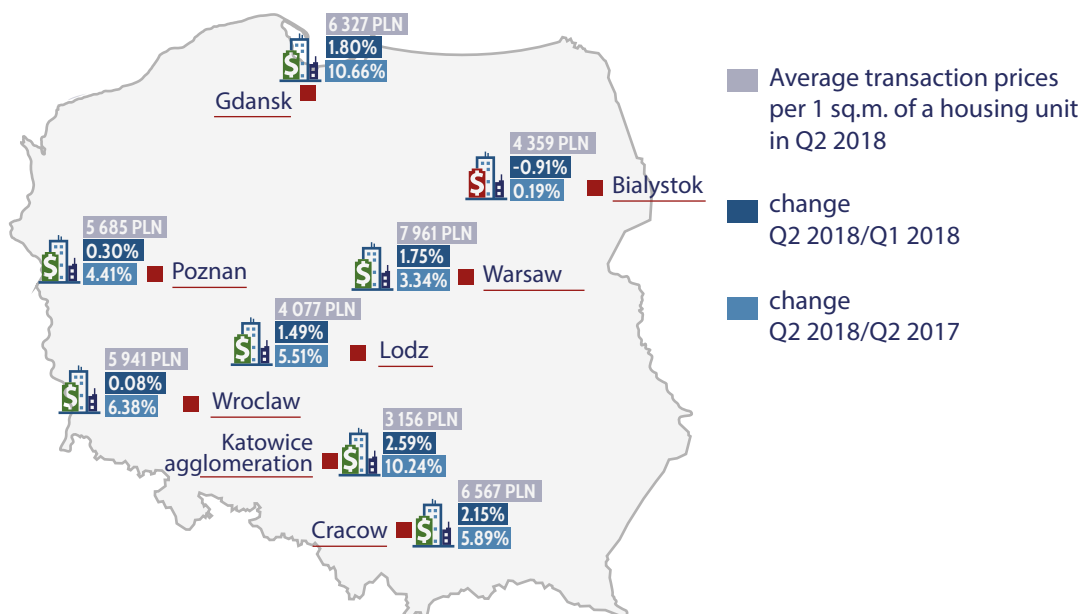 6 327 PLN
1.80%
10.66%
Gdansk
4 359 PLN
-0.91%
0.19%
Bialystok
5 685 PLN
0.30%
4.41%
Poznan
7 961 PLN
1.75%
3.34%
Warsaw
4 077 PLN
1.49%
5.51%
Lodz
5 941 PLN
0.08%
6.38%
Wroclaw
3 156 PLN
2.59%
10.24%
Katowice
agglomeration
6 567 PLN
2.15%
5.89%
Cracow
Average transaction prices
per 1 sq.m. of a housing unit
in Q2 2018
change
Q2 2018/Q1 2018
change
Q2 2018/Q2 2017